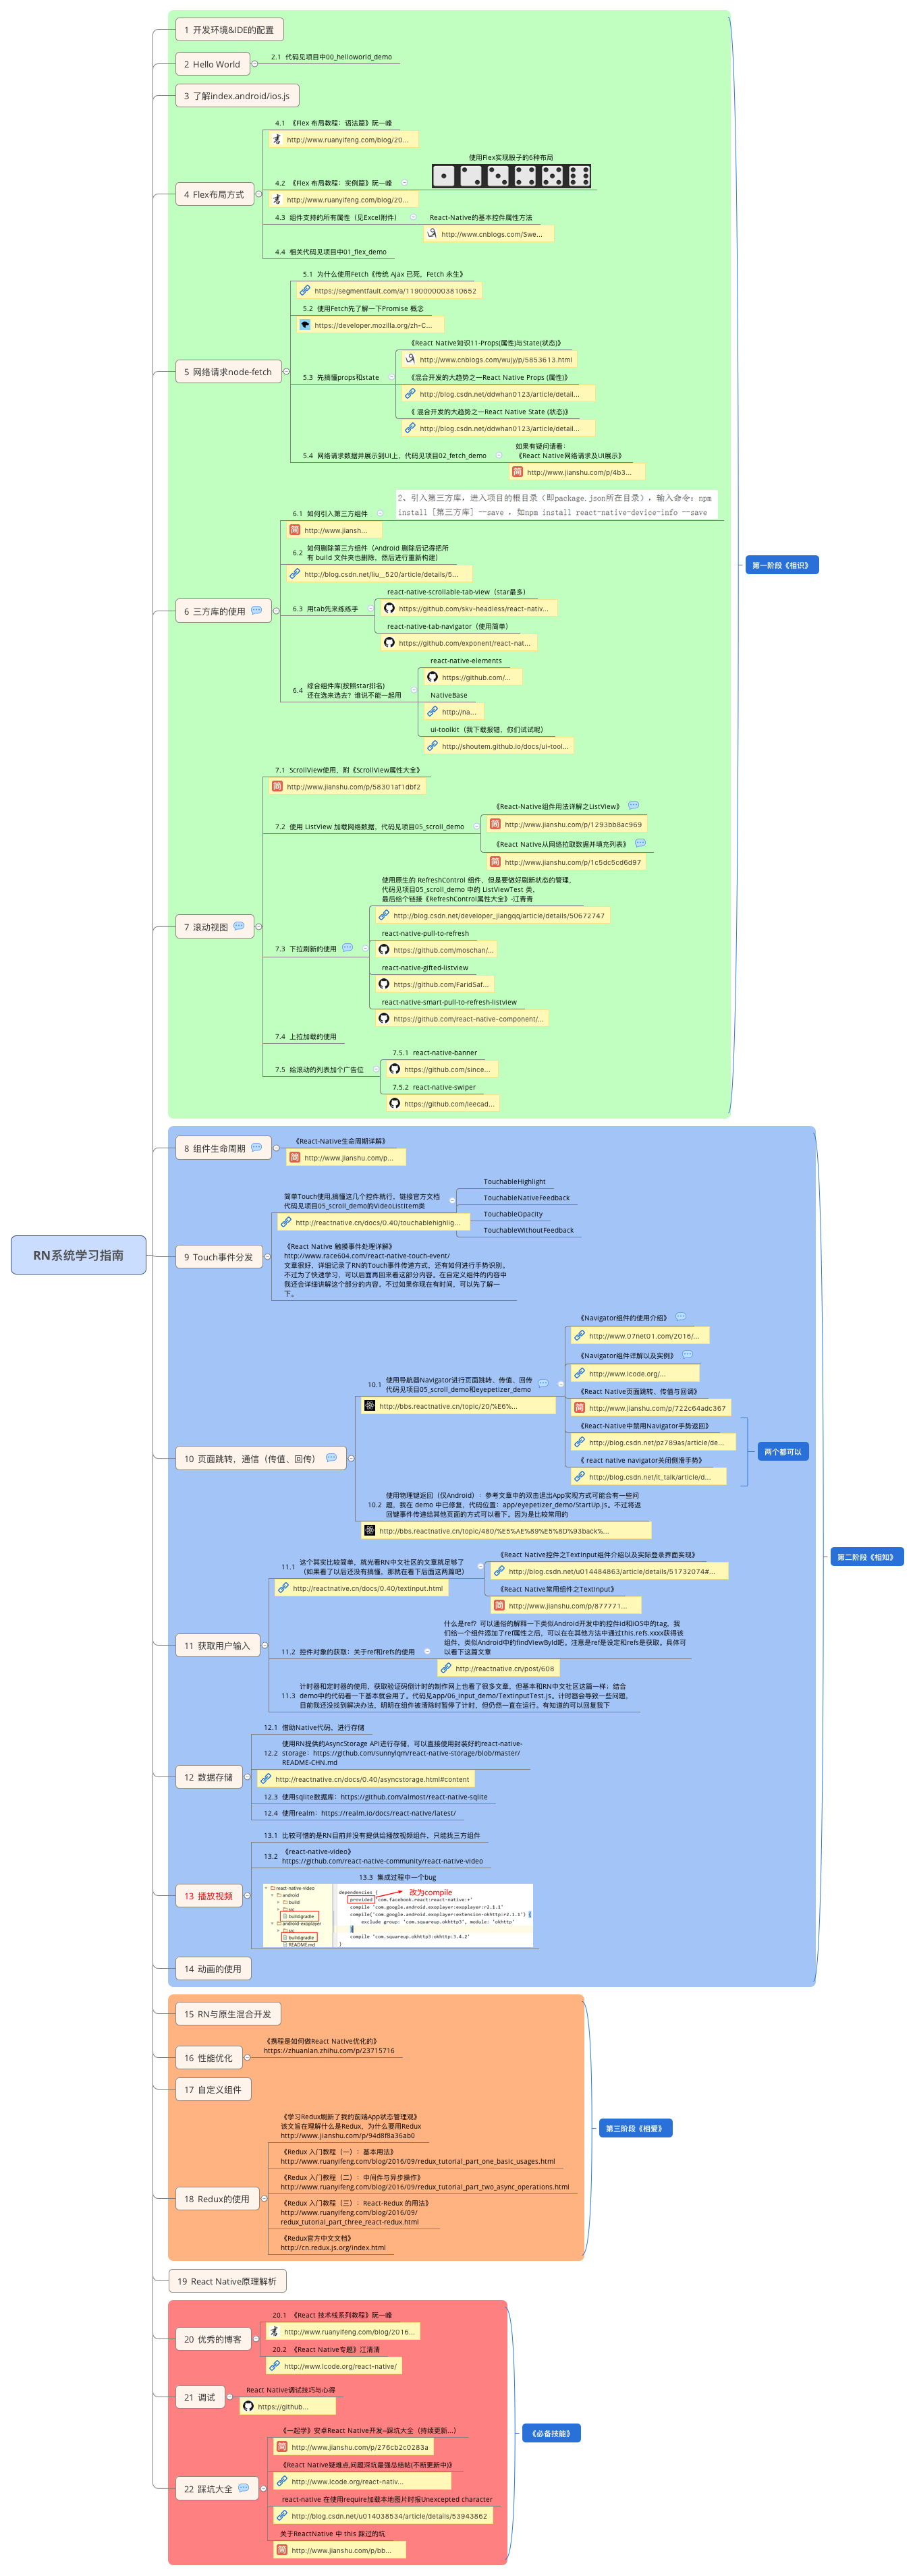 RN系统学习指南
1 开发环境&IDE的配置
2 Hello World
2.1 代码见项目中00_helloworld_demo
3 了解index.android/ios.js
4 Flex布局方式
4.1 《Flex 布局教程：语法篇》阮一峰
http://www.ruanyifeng.com/blog/20...
4.2 《Flex 布局教程：实例篇》阮一峰
http://www.ruanyifeng.com/blog/20...
使用Flex实现骰子的6种布局
4.3 组件支持的所有属性（见Excel附件）
React-Native的基本控件属性方法
http://www.cnblogs.com/Swe...
4.4 相关代码见项目中01_flex_demo
5 网络请求node-fetch
5.1 为什么使用Fetch《传统 Ajax 已死，Fetch 永生》
https://segmentfault.com/a/1190000003810652
5.2 使用Fetch先了解一下Promise 概念
https://developer.mozilla.org/zh-C...
5.3 先搞懂props和state
《React Native知识11-Props(属性)与State(状态)》
http://www.cnblogs.com/wujy/p/5853613.html
《混合开发的大趋势之一React Native Props (属性)》
http://blog.csdn.net/ddwhan0123/article/detail...
《 混合开发的大趋势之一React Native State (状态)》
http://blog.csdn.net/ddwhan0123/article/detail...
5.4 网络请求数据并展示到UI上，代码见项目02_fetch_demo
如果有疑问请看：
《React Native网络请求及UI展示》
http://www.jianshu.com/p/4b3...
6 三方库的使用
6.1 如何引入第三方组件
http://www.jiansh...
2、引入第三方库，进入项目的根目录（即package.json所在目录），输入命令：npm
install [第三方库] --save ，如npm install react-native-device-info --save
6.2 如何删除第三方组件（Android 删除后记得把所
有 build 文件夹也删除，然后进行重新构建）
http://blog.csdn.net/liu__520/article/details/5...
6.3 用tab先来练练手
react-native-scrollable-tab-view（star最多）
https://github.com/skv-headless/react-nativ...
react-native-tab-navigator（使用简单）
https://github.com/exponent/react-nat...
6.4 综合组件库(按照star排名)
还在选来选去？谁说不能一起用
react-native-elements
https://github.com/...
NativeBase
http://na...
ui-toolkit（我下载报错，你们试试呢）
http://shoutem.github.io/docs/ui-tool...
7 滚动视图
7.1 ScrollView使用，附《ScrollView属性大全》
http://www.jianshu.com/p/58301af1dbf2
7.2 使用 ListView 加载网络数据，代码见项目05_scroll_demo
《React-Native组件用法详解之ListView》
http://www.jianshu.com/p/1293bb8ac969
《React Native从网络拉取数据并填充列表》
http://www.jianshu.com/p/1c5dc5cd6d97
7.3 下拉刷新的使用
使用原生的 RefreshControl 组件，但是要做好刷新状态的管理，
代码见项目05_scroll_demo 中的 ListViewTest 类，
最后给个链接《RefreshControl属性大全》-江青青
http://blog.csdn.net/developer_jiangqq/article/details/50672747
react-native-pull-to-refresh
https://github.com/moschan/...
react-native-gifted-listview
https://github.com/FaridSaf...
react-native-smart-pull-to-refresh-listview
https://github.com/react-native-component/...
7.4 上拉加载的使用
7.5 给滚动的列表加个广告位
7.5.1 react-native-banner
https://github.com/since...
7.5.2 react-native-swiper
https://github.com/leecad...
第一阶段《相识》
8 组件生命周期
《React-Native生命周期详解》
http://www.jianshu.com/p...
9 Touch事件分发
简单Touch使用,搞懂这几个控件就行，链接官方文档
代码见项目05_scroll_demo的VideoListItem类
http://reactnative.cn/docs/0.40/touchablehighlig...
TouchableHighlight
TouchableNativeFeedback
TouchableOpacity
TouchableWithoutFeedback
《React Native 触摸事件处理详解》
http://www.race604.com/react-native-touch-event/
文章很好，详细记录了RN的Touch事件传递方式，还有如何进行手势识别。
不过为了快速学习，可以后面再回来看这部分内容。在自定义组件的内容中
我还会详细讲解这个部分的内容。不过如果你现在有时间，可以先了解一
下。
10 页面跳转，通信（传值、回传）
10.1 使用导航器Navigator进行页面跳转、传值、回传
代码见项目05_scroll_demo和eyepetizer_demo
http://bbs.reactnative.cn/topic/20/%E6%...
《Navigator组件的使用介绍》
http://www.07net01.com/2016/...
《Navigator组件详解以及实例》
http://www.lcode.org/...
《React Native页面跳转、传值与回调》
http://www.jianshu.com/p/722c64adc367
《React-Native中禁用Navigator手势返回》
http://blog.csdn.net/pz789as/article/de...
《 react native navigator关闭侧滑手势》
http://blog.csdn.net/it_talk/article/d...
两个都可以
10.2 使用物理键返回（仅Android）：参考文章中的双击退出App实现方式可能会有一些问
题，我在 demo 中已修复，代码位置：app/eyepetizer_demo/StartUp.js。不过将返
回键事件传递给其他页面的方式可以看下。因为是比较常用的
http://bbs.reactnative.cn/topic/480/%E5%AE%89%E5%8D%93back%...
11 获取用户输入
11.1 这个其实比较简单，就光看RN中文社区的文章就足够了
（如果看了以后还没有搞懂，那就在看下后面这两篇吧）
http://reactnative.cn/docs/0.40/textinput.html
《React Native控件之TextInput组件介绍以及实际登录界面实现》
http://blog.csdn.net/u014484863/article/details/51732074#...
《React Native常用组件之TextInput》
http://www.jianshu.com/p/877771...
11.2 控件对象的获取：关于ref和refs的使用
什么是ref？可以通俗的解释一下类似Android开发中的控件id和iOS中的tag，我
们给一个组件添加了ref属性之后，可以在在其他方法中通过this.refs.xxxx获得该
组件，类似Android中的findViewById吧。注意是ref是设定和refs是获取。具体可
以看下这篇文章
http://reactnative.cn/post/608
11.3 计时器和定时器的使用，获取验证码倒计时的制作网上也看了很多文章，但基本和RN中文社区这篇一样；结合
demo中的代码看一下基本就会用了。代码见app/06_input_demo/TextInputTest.js。计时器会导致一些问题，
目前我还没找到解决办法，明明在组件被清除时暂停了计时，但仍然一直在运行。有知道的可以回复我下
12 数据存储
12.1 借助Native代码，进行存储
12.2 使用RN提供的AsyncStorage API进行存储，可以直接使用封装好的react-native-
storage：https://github.com/sunnylqm/react-native-storage/blob/master/
README-CHN.md
http://reactnative.cn/docs/0.40/asyncstorage.html#content
12.3 使用sqlite数据库：https://github.com/almost/react-native-sqlite
12.4 使用realm：https://realm.io/docs/react-native/latest/
13 播放视频
13.1 比较可惜的是RN目前并没有提供给播放视频组件，只能找三方组件
13.2 《react-native-video》
https://github.com/react-native-community/react-native-video
13.3 集成过程中一个bug
react-native-video
android
build
src
build.gradle
android-exoplayer
src
build.gradle
README.md
改为compile
dependencies {
provided 'com.facebook.react:react-native:+'
compile 'com.google.android.exoplayer:exoplayer:r2.1.1'
compile('com.google.android.exoplayer:extension-okhttp:r2.1.1') {
exclude group: 'com.squareup.okhttp3', module: 'okhttp'
}
compile 'com.squareup.okhttp3:okhttp:3.4.2'
}
14 动画的使用
第二阶段《相知》
15 RN与原生混合开发
16 性能优化
《携程是如何做React Native优化的》
https://zhuanlan.zhihu.com/p/23715716
17 自定义组件
18 Redux的使用
《学习Redux刷新了我的前端App状态管理观》
该文旨在理解什么是Redux，为什么要用Redux
http://www.jianshu.com/p/94d8f8a36ab0
《Redux 入门教程（一）：基本用法》
http://www.ruanyifeng.com/blog/2016/09/redux_tutorial_part_one_basic_usages.html
《Redux 入门教程（二）：中间件与异步操作》
http://www.ruanyifeng.com/blog/2016/09/redux_tutorial_part_two_async_operations.html
《Redux 入门教程（三）：React-Redux 的用法》
http://www.ruanyifeng.com/blog/2016/09/
redux_tutorial_part_three_react-redux.html
《Redux官方中文文档》
http://cn.redux.js.org/index.html
第三阶段《相爱》
19 React Native原理解析
20 优秀的博客
20.1 《React 技术栈系列教程》阮一峰
http://www.ruanyifeng.com/blog/2016...
20.2 《React Native专题》江清清
http://www.lcode.org/react-native/
21 调试
React Native调试技巧与心得
https://github...
22 踩坑大全
《一起学》安卓React Native开发--踩坑大全（持续更新...）
http://www.jianshu.com/p/276cb2c0283a
《React Native疑难点,问题深坑最强总结帖(不断更新中)》
http://www.lcode.org/react-nativ...
react-native 在使用require加载本地图片时报Unexcepted character
http://blog.csdn.net/u014038534/article/details/53943862
关于ReactNative 中 this 踩过的坑
http://www.jianshu.com/p/bb...
《必备技能》